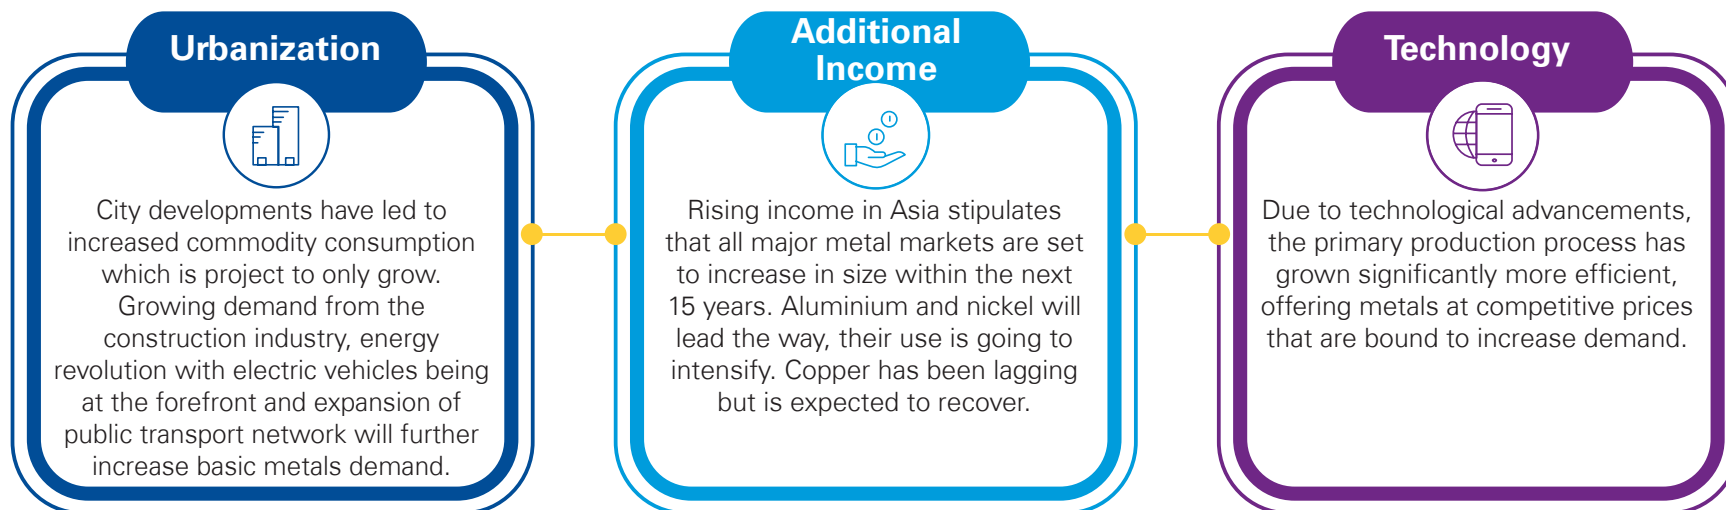 Urbanization
City developments have led to
increased commodity consumption
which is project to only grow.
Growing demand from the
construction industry, energy
revolution with electric vehicles being
at the forefront and expansion of
public transport network will further
increase basic metals demand.
Additional
Income
Rising income in Asia stipulates
that all major metal markets are set
to increase in size within the next
15 years. Aluminium and nickel will
lead the way, their use is going to
intensify. Copper has been lagging
but is expected to recover.
Technology
Due to technological advancements,
the primary production process has
grown significantly more efficient,
offering metals at competitive prices
that are bound to increase demand.